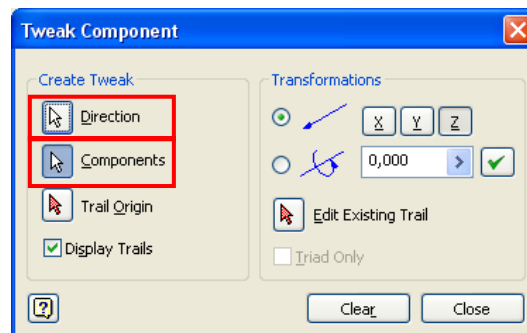 Tweak Component
Create Tweak
Direction
Components
Trail Origin
Display Trails
Transformations
X Y Z
0,000
Edit Existing Trail
Triad Only
?
Clear
Close